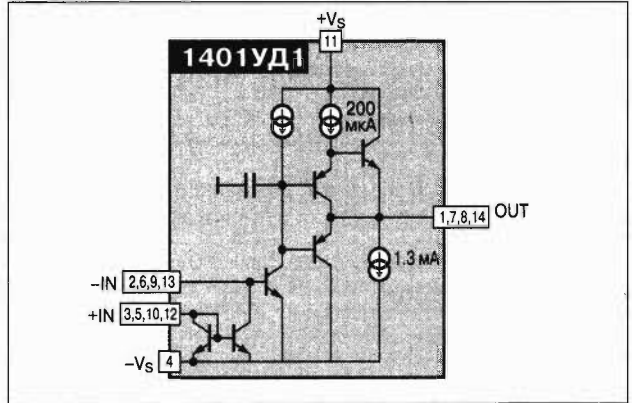 +VS
11
1401УД1
200
мкА
1,7,8,14 OUT
1.3 мА
–IN 2,6,9,13
+IN 3,5,10,12
–VS 4